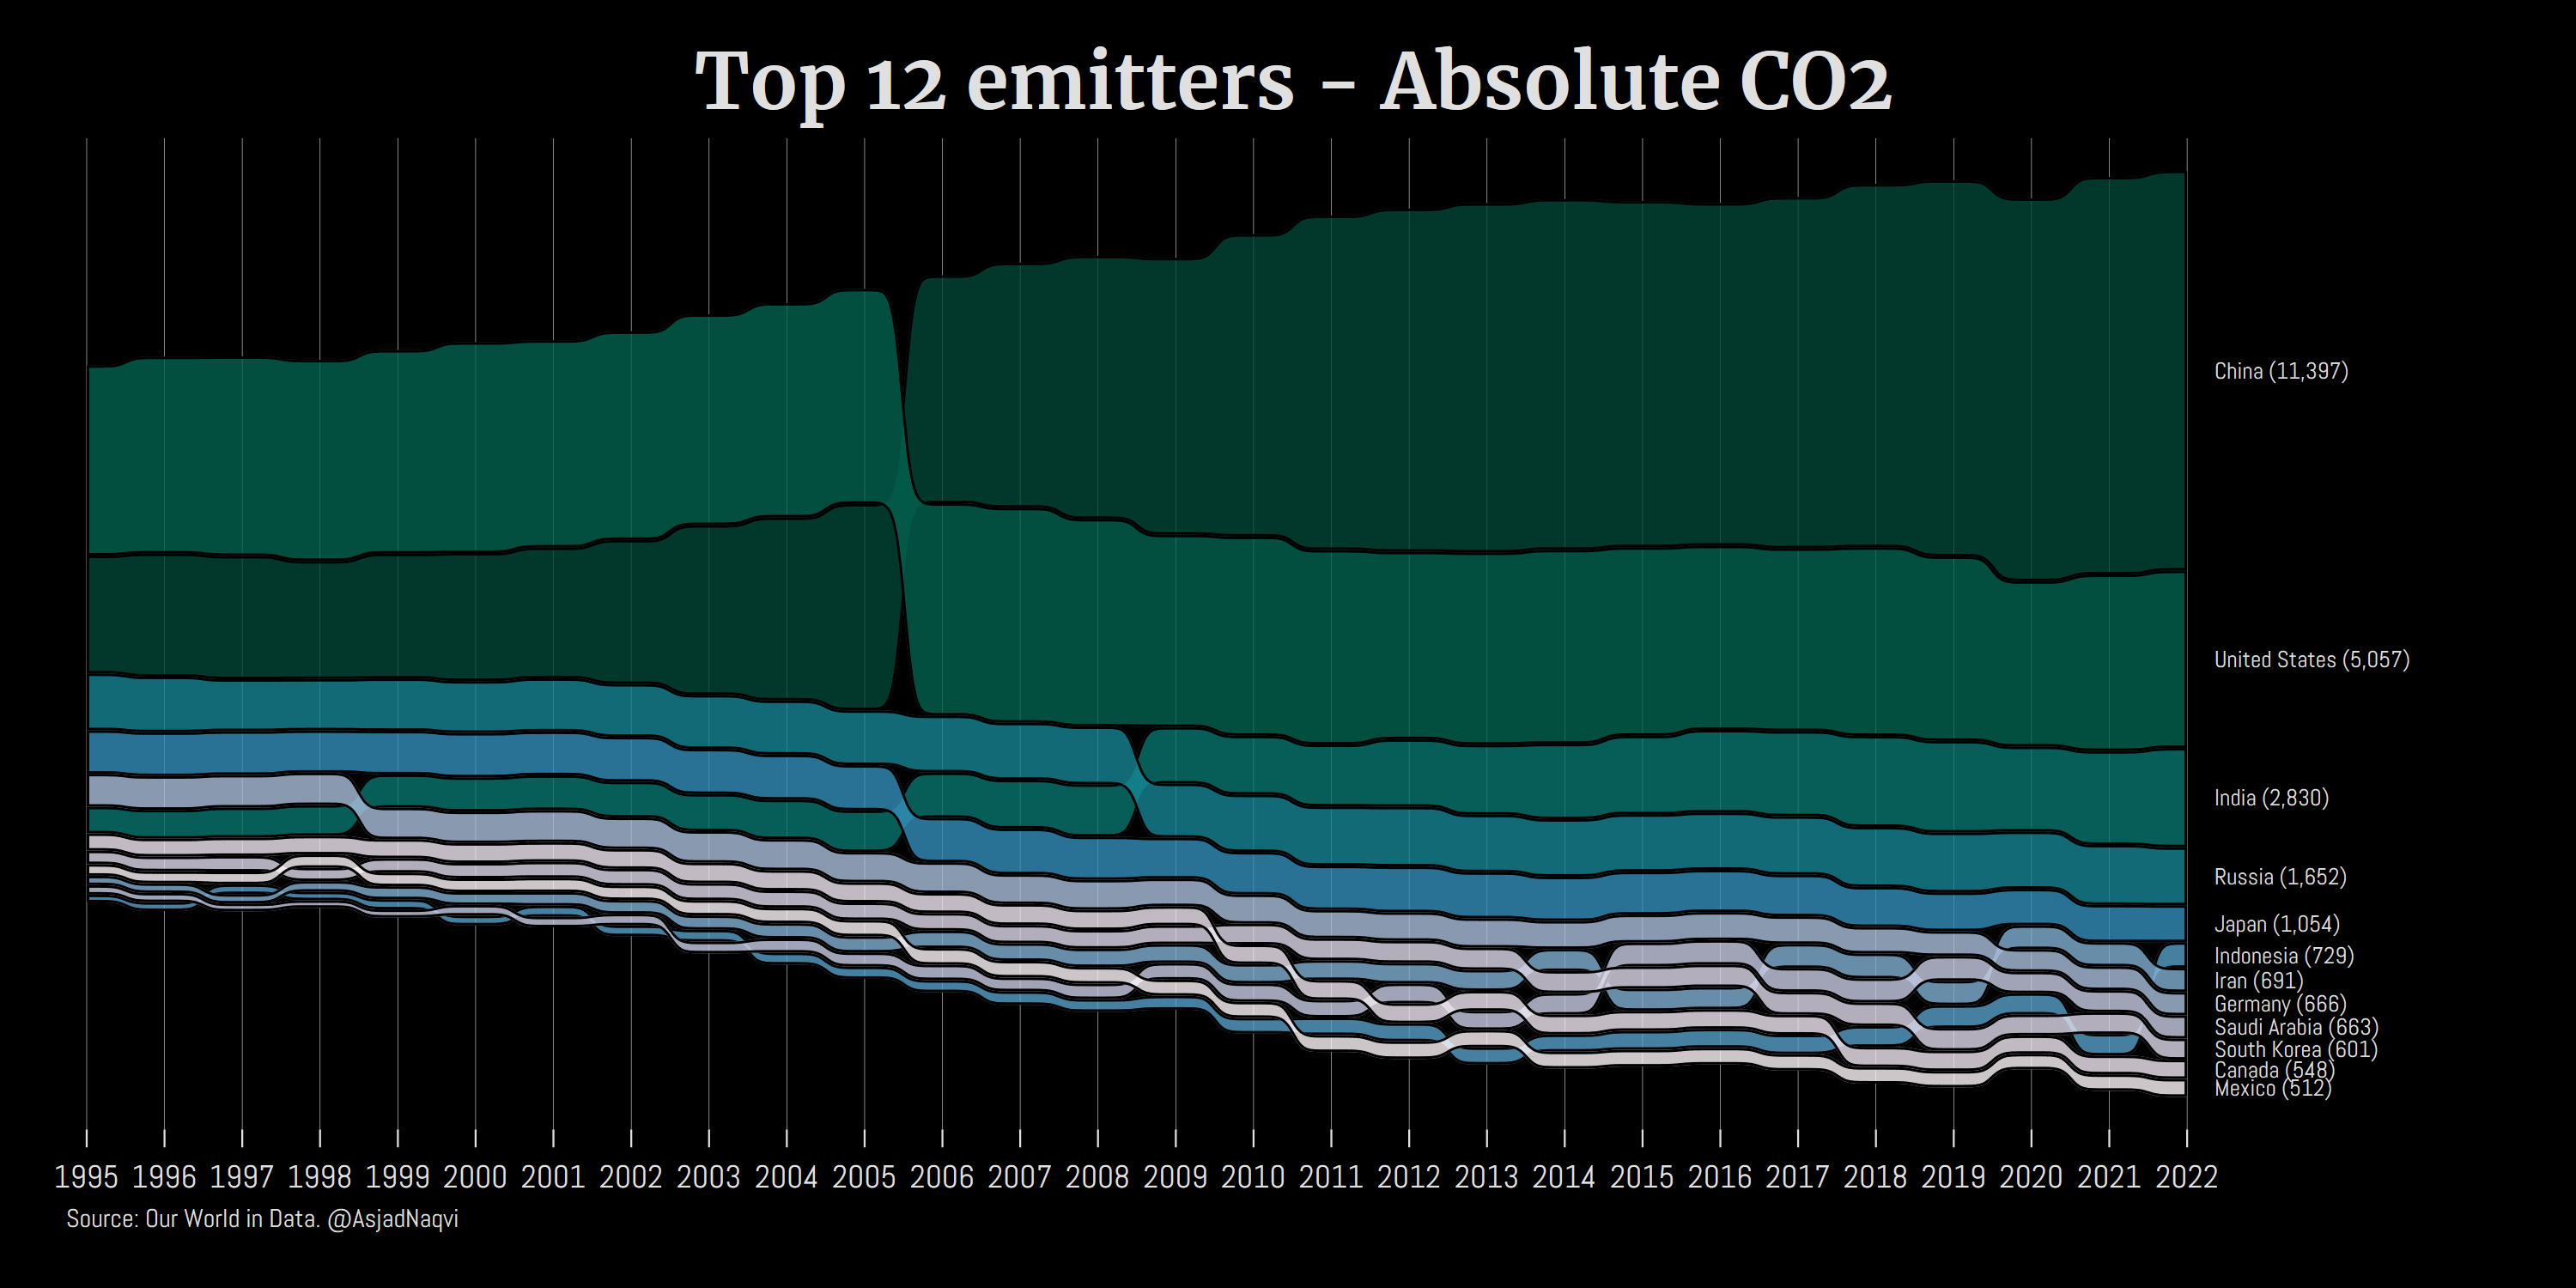 Top 12 emitters - Absolute CO2
China (11,397)
United States (5,057)
India (2,830)
Russia (1,652)
Japan (1,054)
Indonesia (729)
Iran (691)
Germany (666)
Saudi Arabia (663)
South Korea (601)
Canada (548)
Mexico (512)
1995 1996 1997 1998 1999 2000 2001 2002 2003 2004 2005 2006 2007 2008 2009 2010 2011 2012 2013 2014 2015 2016 2017 2018 2019 2020 2021 2022
Source: Our World in Data. @AsjadNaqvi